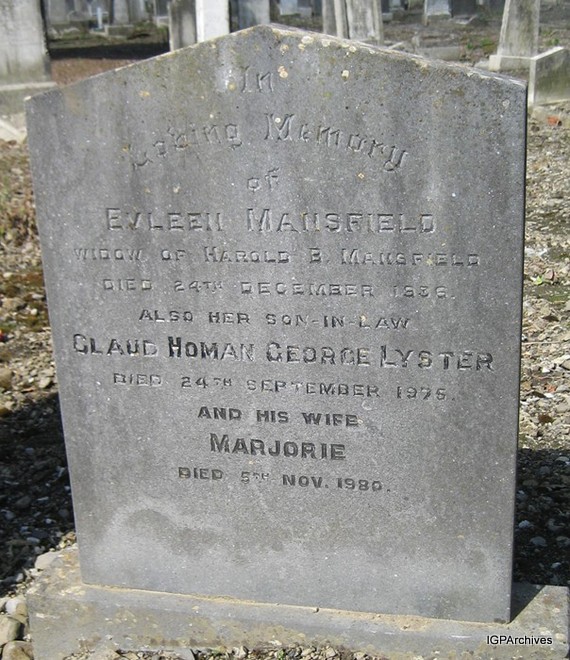 In
Loving Memory
of
EVLEEN MANSFIELD
WIDOW OF HAROLD B. MANSFIELD
DIED 24TH DECEMBER 1936.
ALSO HER SON-IN-LAW
CLAUD HOMAN GEORGE LYSTER
DIED 24TH SEPTEMBER 1976.
AND HIS WIFE
MARJORIE
DIED 5TH NOV. 1980.
IGPArchives